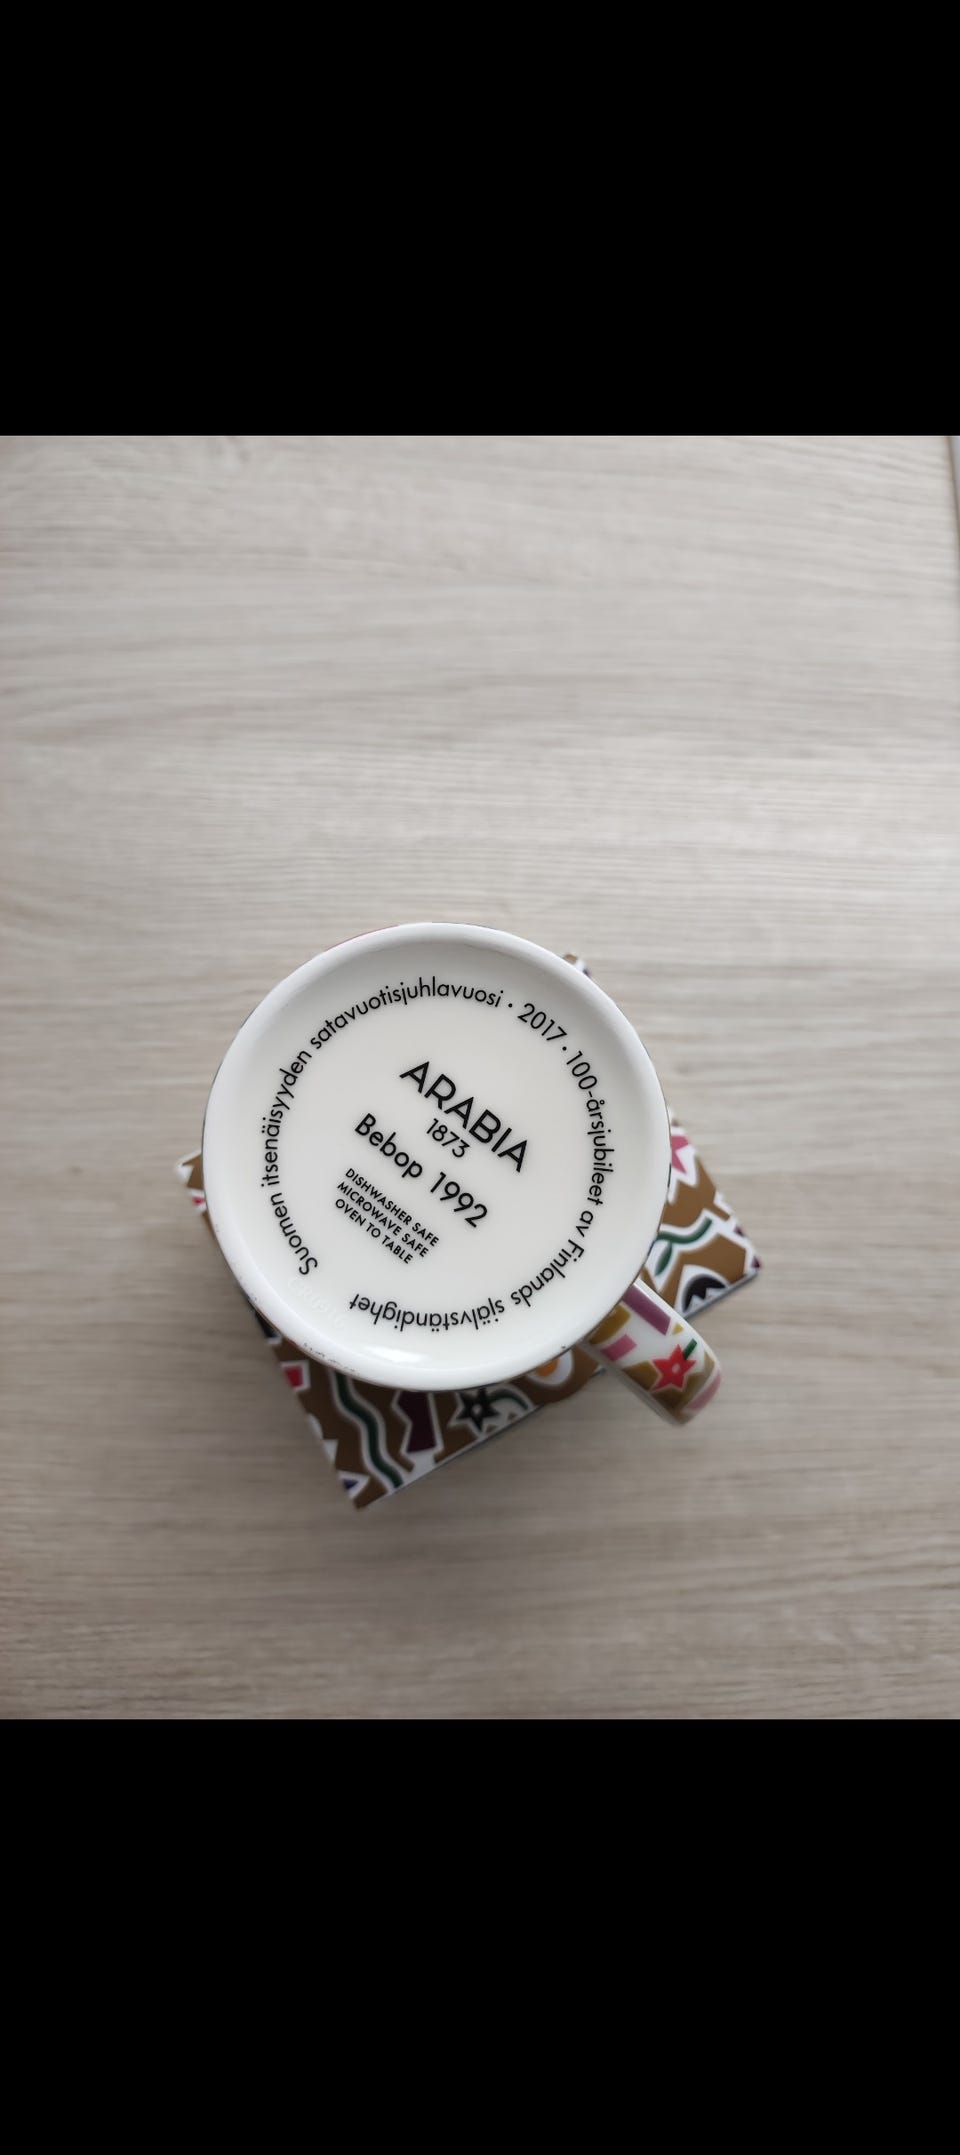 Suomen itsenäisyyden satavuotisjuhlavuosi · 2017 · 100-årsjubileet av Finlands självständighet
ARABIA
1873
Bebop 1992
DISHWASHER SAFE
MICROWAVE SAFE
OVEN TO TABLE